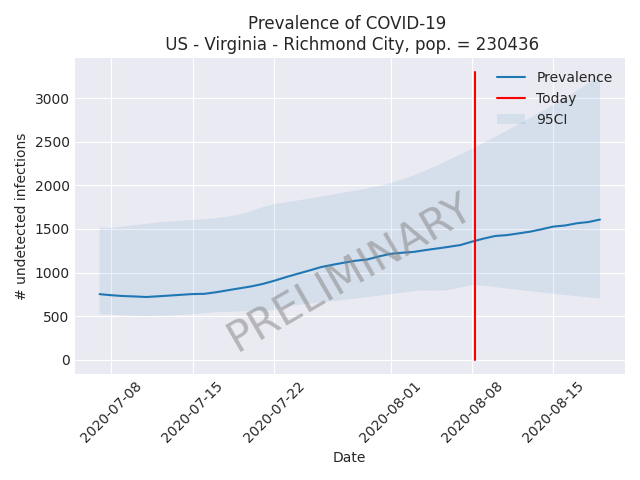 Prevalence of COVID-19
US - Virginia - Richmond City, pop. = 230436
# undetected infections
3000
2500
2000
1500
1000
500
0
Prevalence
Today
95CI
PRELIMINARY
2020-07-08
2020-07-15
2020-07-22
2020-08-01
2020-08-08
2020-08-15
Date